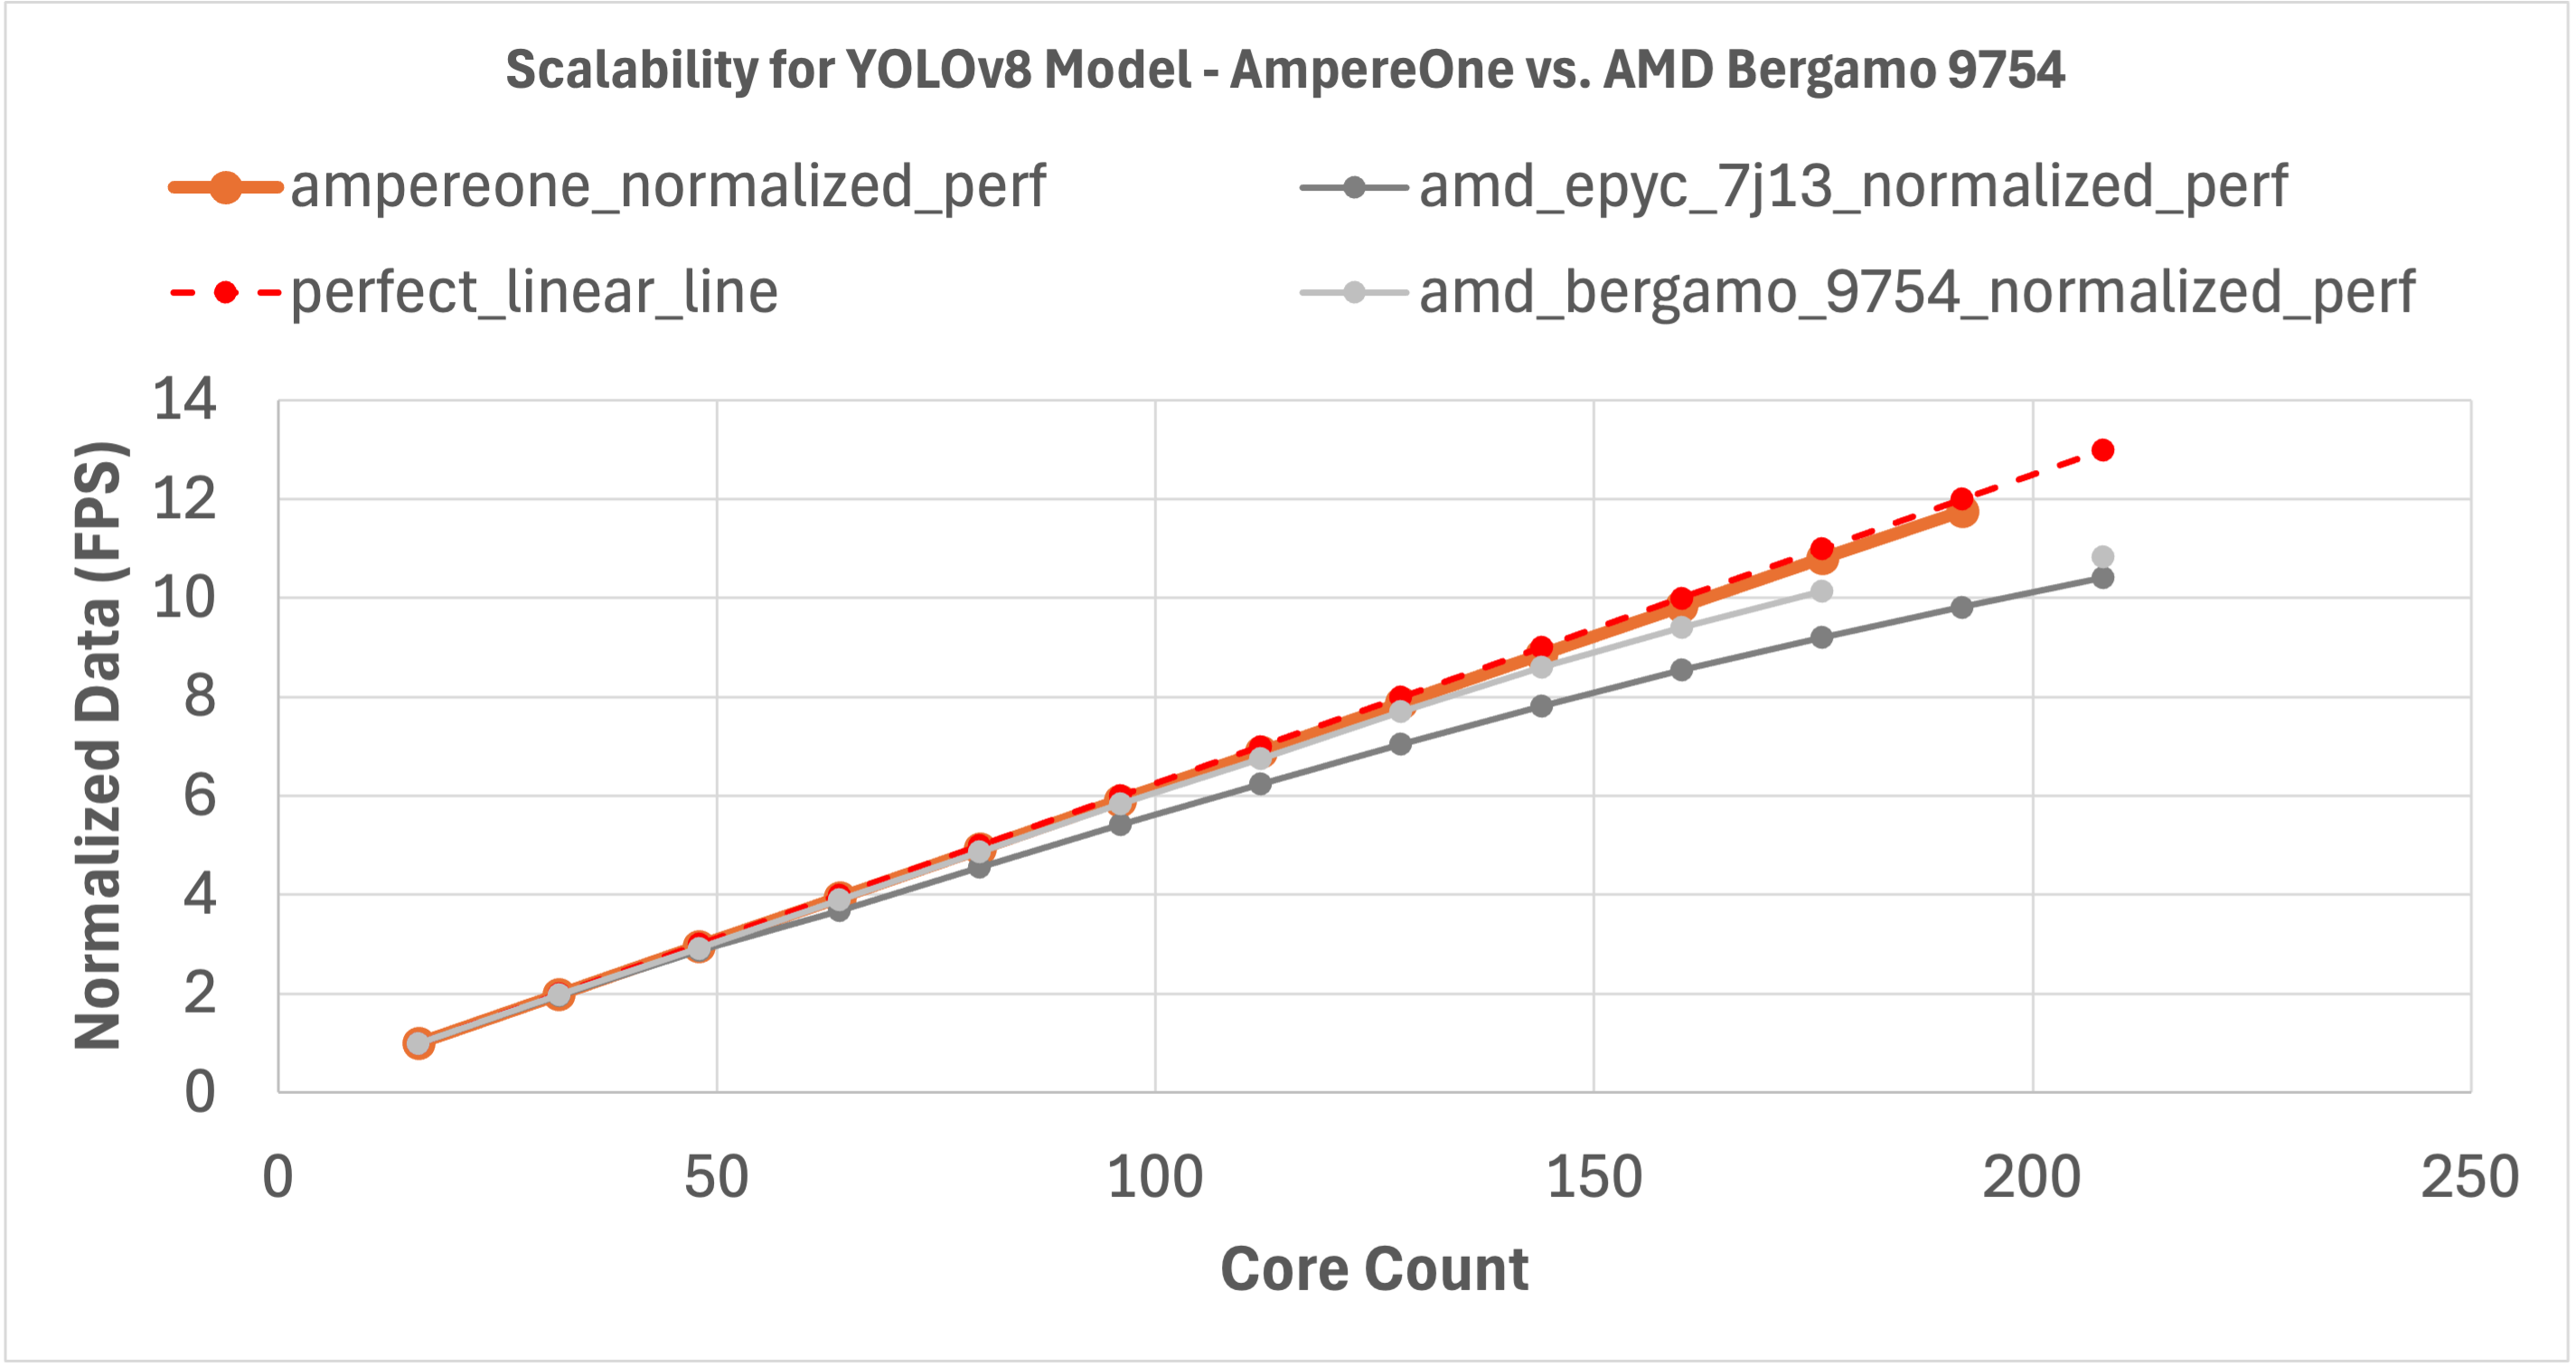 Scalability for YOLOv8 Model - AmpereOne vs. AMD Bergamo 9754
ampereone_normalized_perf
amd_epyc_7j13_normalized_perf
perfect_linear_line
amd_bergamo_9754_normalized_perf
Normalized Data (FPS)
14
12
10
8
6
4
2
0
0 50 100 150 200 250
Core Count